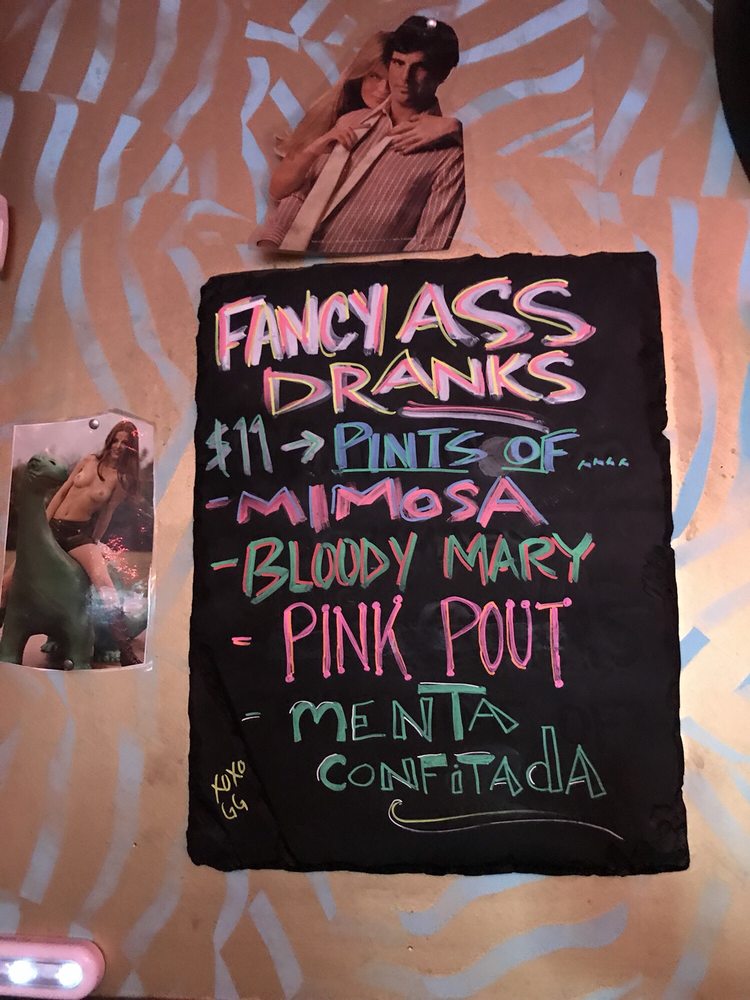 FANCY ASS
DRANKS
$11 → PINTS OF....
- MIMOSA
- BLOODY MARY
- PINK POUT
- MENTA
CONFITADA
XOXO
GG